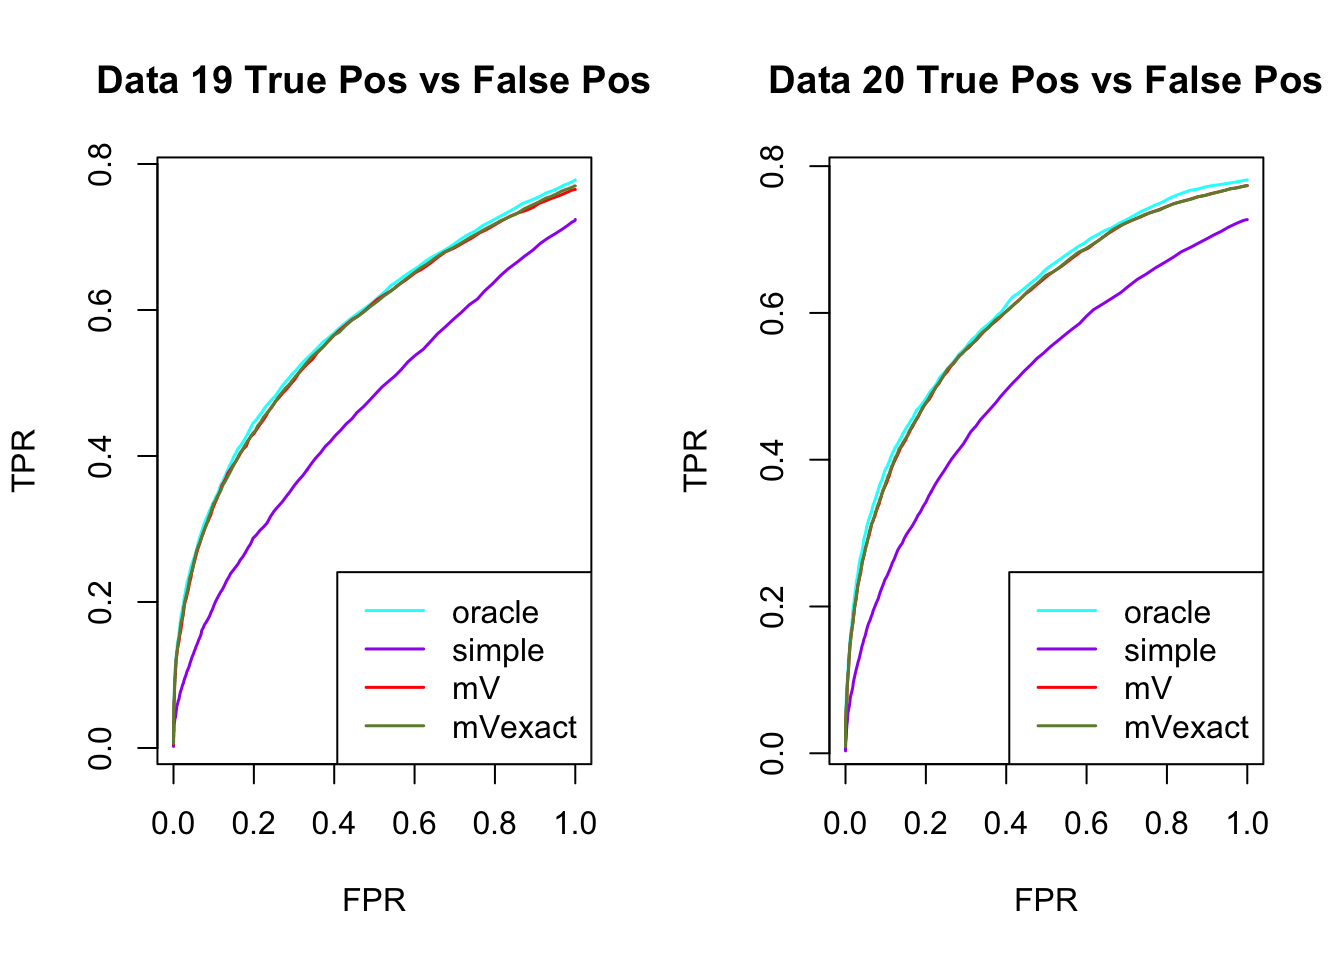 Data 19 True Pos vs False Pos
TPR
0.8
0.6
0.4
0.2
0.0
oracle
simple
mV
mVexact
0.0 0.2 0.4 0.6 0.8 1.0
FPR
Data 20 True Pos vs False Pos
TPR
0.8
0.6
0.4
0.2
0.0
oracle
simple
mV
mVexact
0.0 0.2 0.4 0.6 0.8 1.0
FPR